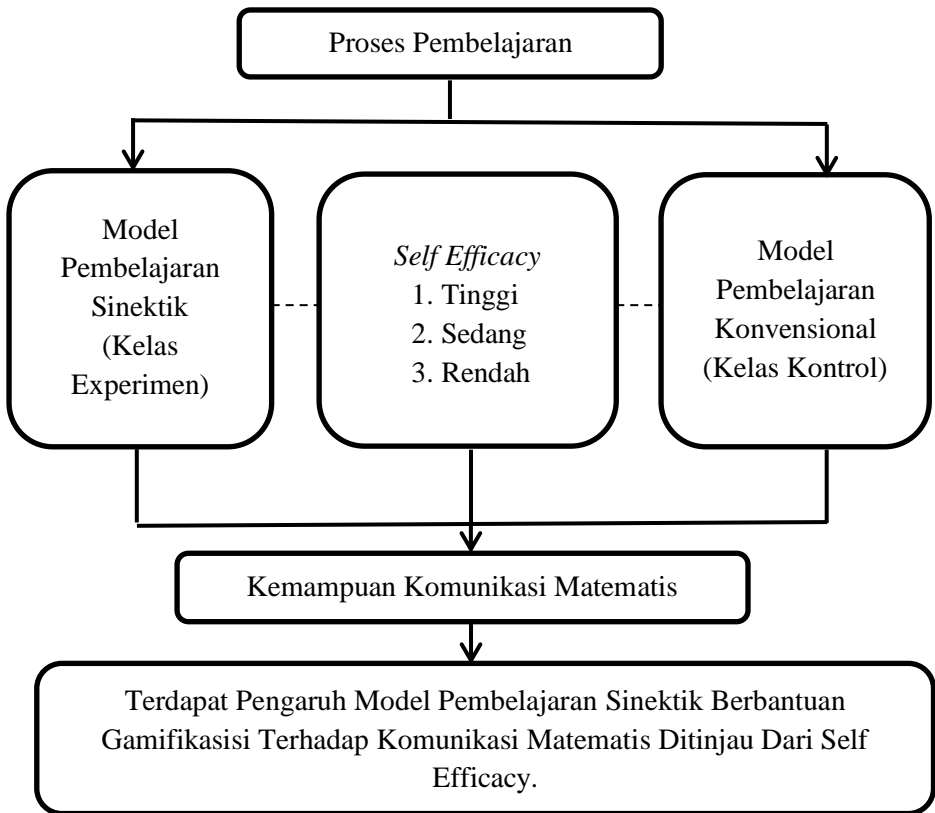 Proses Pembelajaran
Model
Pembelajaran
Sinektik
(Kelas
Experimen)
Self Efficacy
1. Tinggi
2. Sedang
3. Rendah
Model
Pembelajaran
Konvensional
(Kelas Kontrol)
Kemampuan Komunikasi Matematis
Terdapat Pengaruh Model Pembelajaran Sinektik Berbantuan
Gamifikasisi Terhadap Komunikasi Matematis Ditinjau Dari Self
Efficacy.